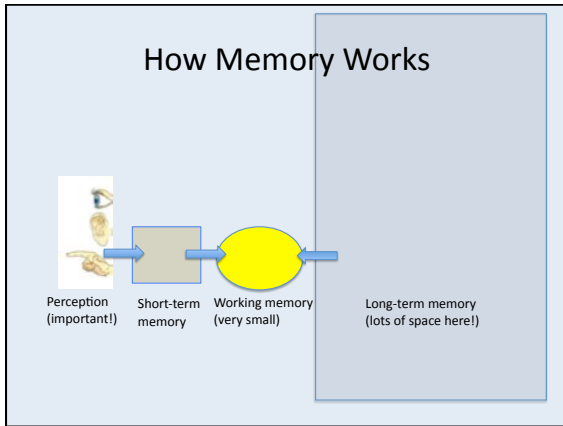 How Memory Works
Perception
(important!)
Short-term
memory
Working memory
(very small)
Long-term memory
(lots of space here!)